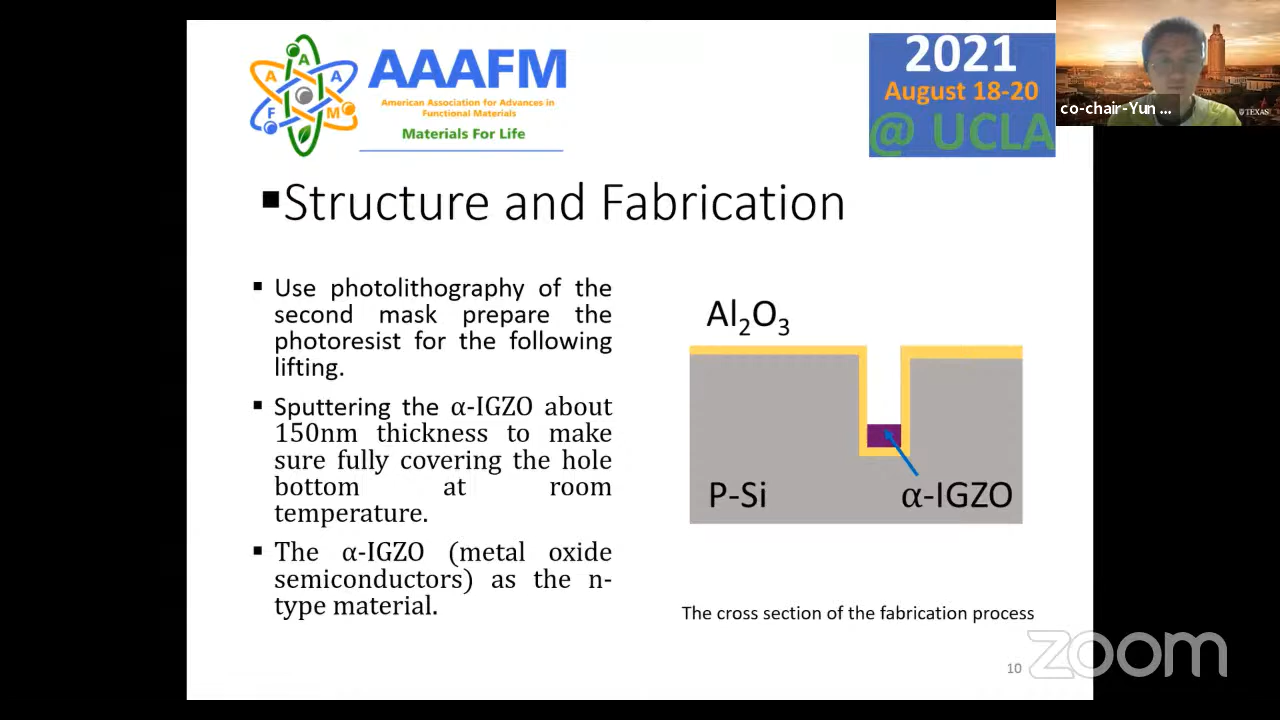 A
A
A
F
M
AAAFM
American Association for Advances in
Functional Materials
Materials For Life
2021
August 18-20
@ UCLA
co-chair-Yun ...
TEXAS
▪Structure and Fabrication
▪ Use photolithography of the
second mask prepare the
photoresist for the following
lifting.
▪ Sputtering the α-IGZO about
150nm thickness to make
sure fully covering the hole
bottom at room
temperature.
▪ The α-IGZO (metal oxide
semiconductors) as the n-
type material.
Al₂O₃
P-Si
α-IGZO
The cross section of the fabrication process
10
zoom